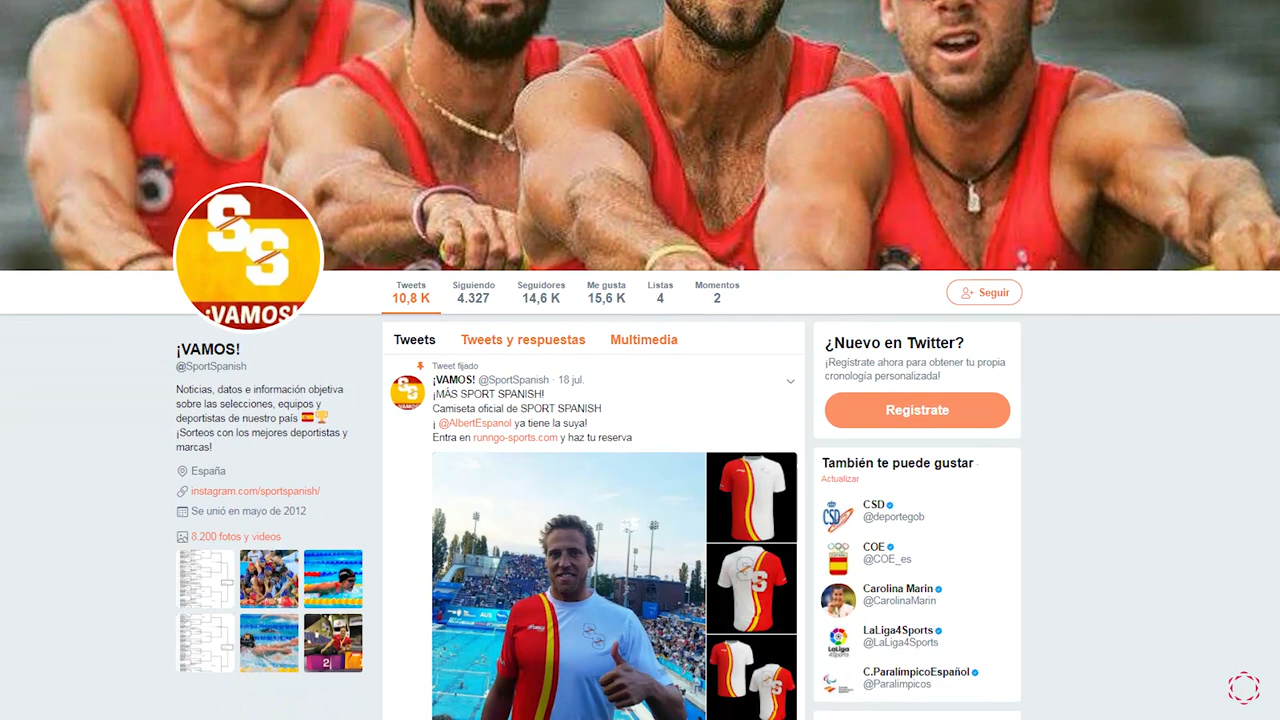 SS
¡VAMOS!
Tweets
10,8 K
Siguiendo
4.327
Seguidores
14,6 K
Me gusta
15,6 K
Listas
4
Momentos
2
Seguir
¡VAMOS!
@SportSpanish
Noticias, datos e información objetiva
sobre las selecciones, equipos y
deportistas de nuestro país 🇪🇸🏆
¡Sorteos con los mejores deportistas y
marcas!
España
instagram.com/sportspanish/
Se unió en mayo de 2012
8.200 fotos y videos
Tweets
Tweets y respuestas
Multimedia
Tweet fijado
¡VAMOS! @SportSpanish · 18 jul.
¡MÁS SPORT SPANISH!
Camiseta oficial de SPORT SPANISH
¡ @AlbertEspanol ya tiene la suya!
Entra en runngo-sports.com y haz tu reserva
¿Nuevo en Twitter?
¡Regístrate ahora para obtener tu propia
cronología personalizada!
Registrate
También te puede gustar ·
Actualizar
CSD
@deportegob
COE
@COE_es
Carolina Marin
@CarolinaMarin
LaLiga4Sports
@LaLiga4Sports
C.ParalímpicoEspañol
@Paralimpicos